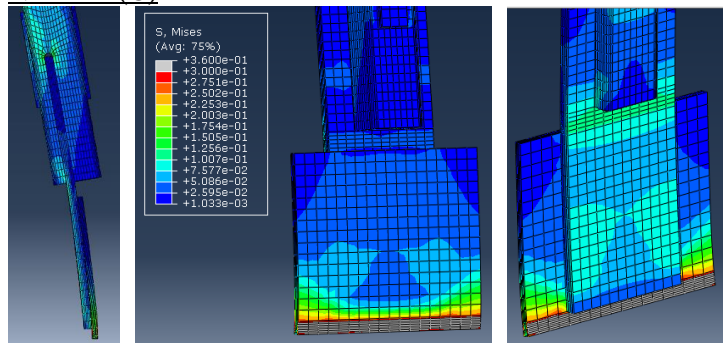 S, Mises
(Avg: 75%)
+3.600e-01
+3.000e-01
+2.751e-01
+2.502e-01
+2.253e-01
+2.003e-01
+1.754e-01
+1.505e-01
+1.256e-01
+1.007e-01
+7.577e-02
+5.086e-02
+2.595e-02
+1.033e-03